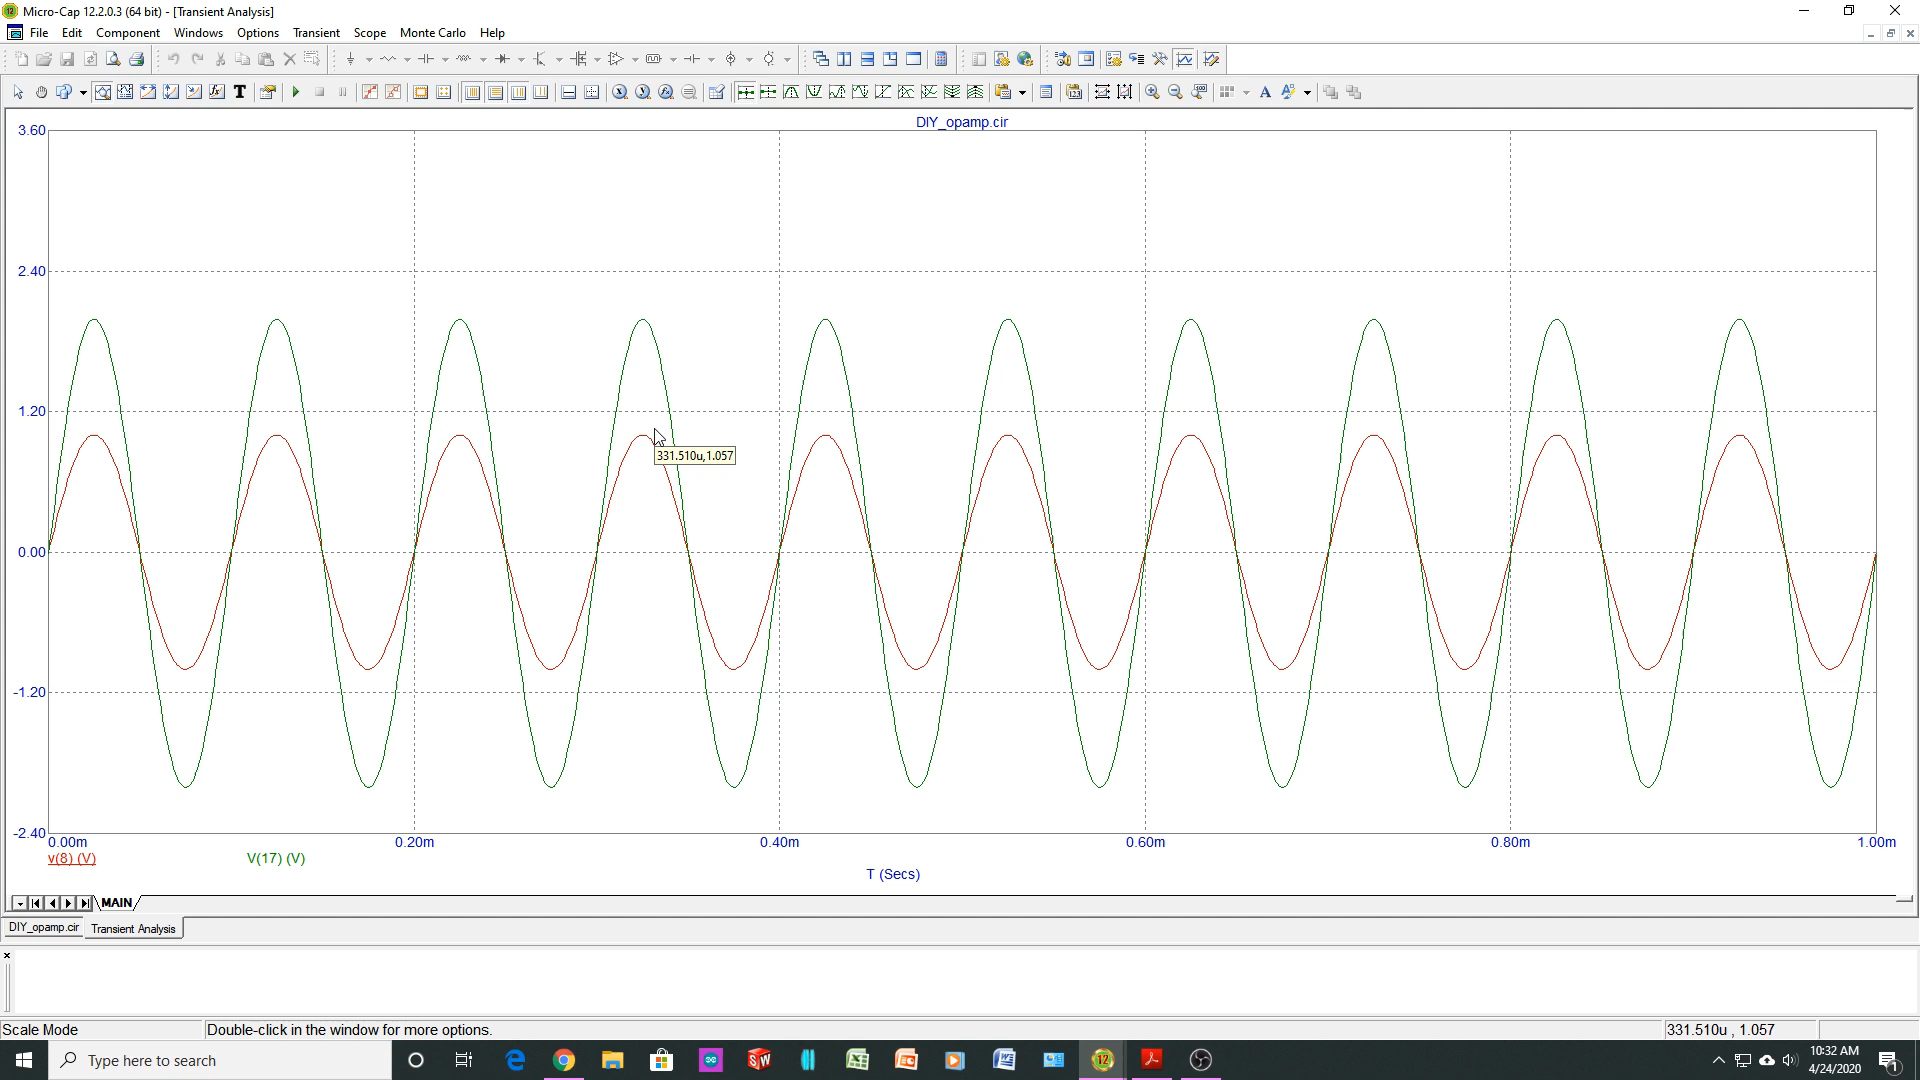 Micro-Cap 12.2.0.3 (64 bit) - [Transient Analysis]
File Edit Component Windows Options Transient Scope Monte Carlo Help
DIY_opamp.cir
3.60
2.40
1.20
331.510u,1.057
0.00
-1.20
-2.40
0.00m 0.20m 0.40m 0.60m 0.80m 1.00m
v(8) (V) V(17) (V)
T (Secs)
MAIN
DIY_opamp.cir Transient Analysis
Scale Mode Double-click in the window for more options. 331.510u , 1.057
Type here to search
10:32 AM
4/24/2020